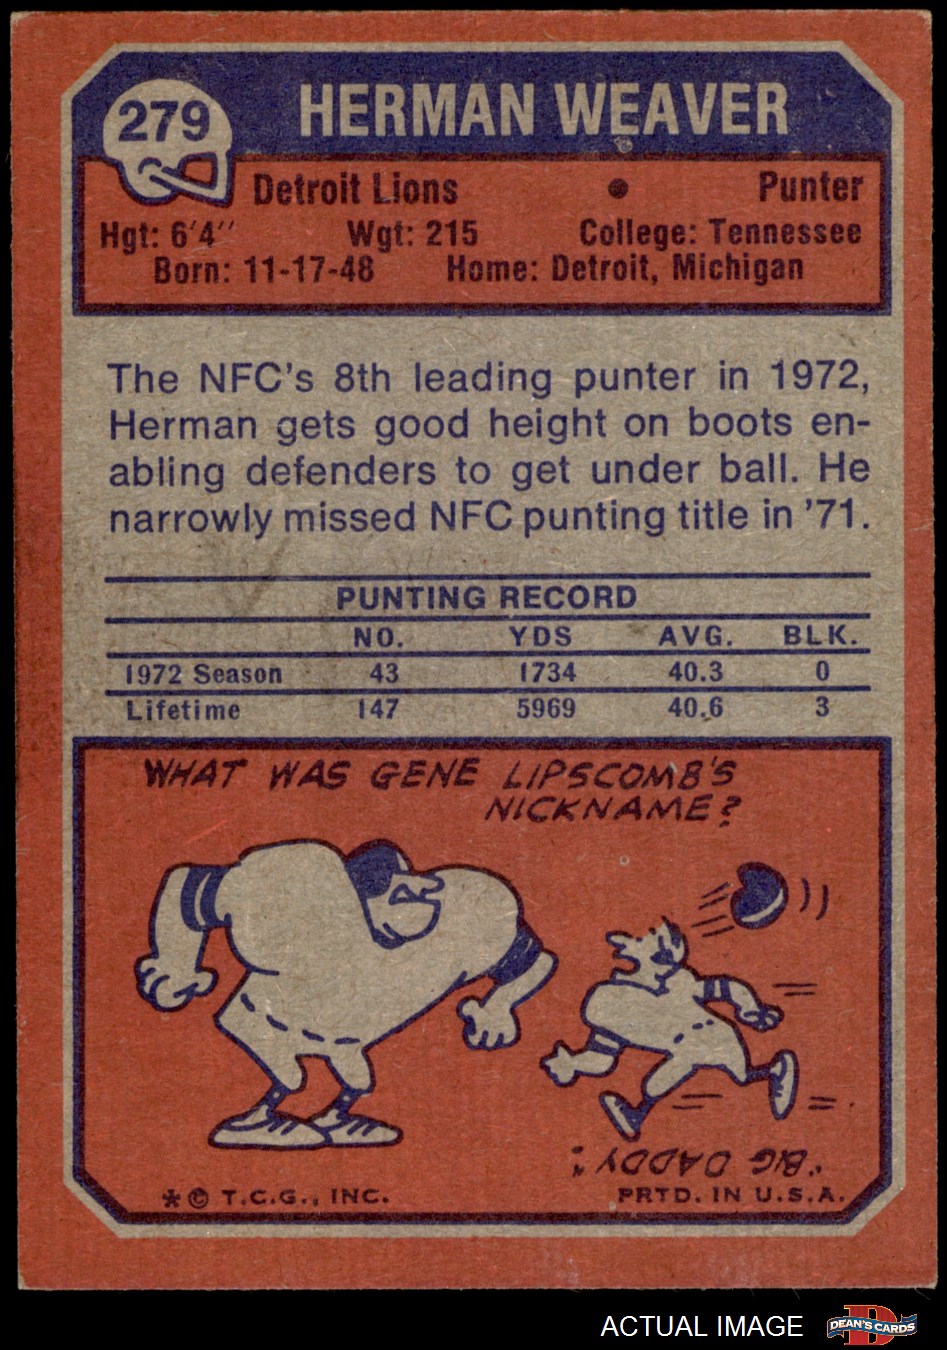 279
HERMAN WEAVER
Detroit Lions • Punter
Hgt: 6'4" Wgt: 215 College: Tennessee
Born: 11-17-48 Home: Detroit, Michigan
The NFC's 8th leading punter in 1972,
Herman gets good height on boots en-
abling defenders to get under ball. He
narrowly missed NFC punting title in '71.
PUNTING RECORD
NO. YDS AVG. BLK.
1972 Season 43 1734 40.3 0
Lifetime 147 5969 40.6 3
WHAT WAS GENE LIPSCOMB'S
NICKNAME?
"BIG DADDY"
* © T.C.G., INC. PRTD. IN U.S.A.
ACTUAL IMAGE
D
DEAN'S CARDS